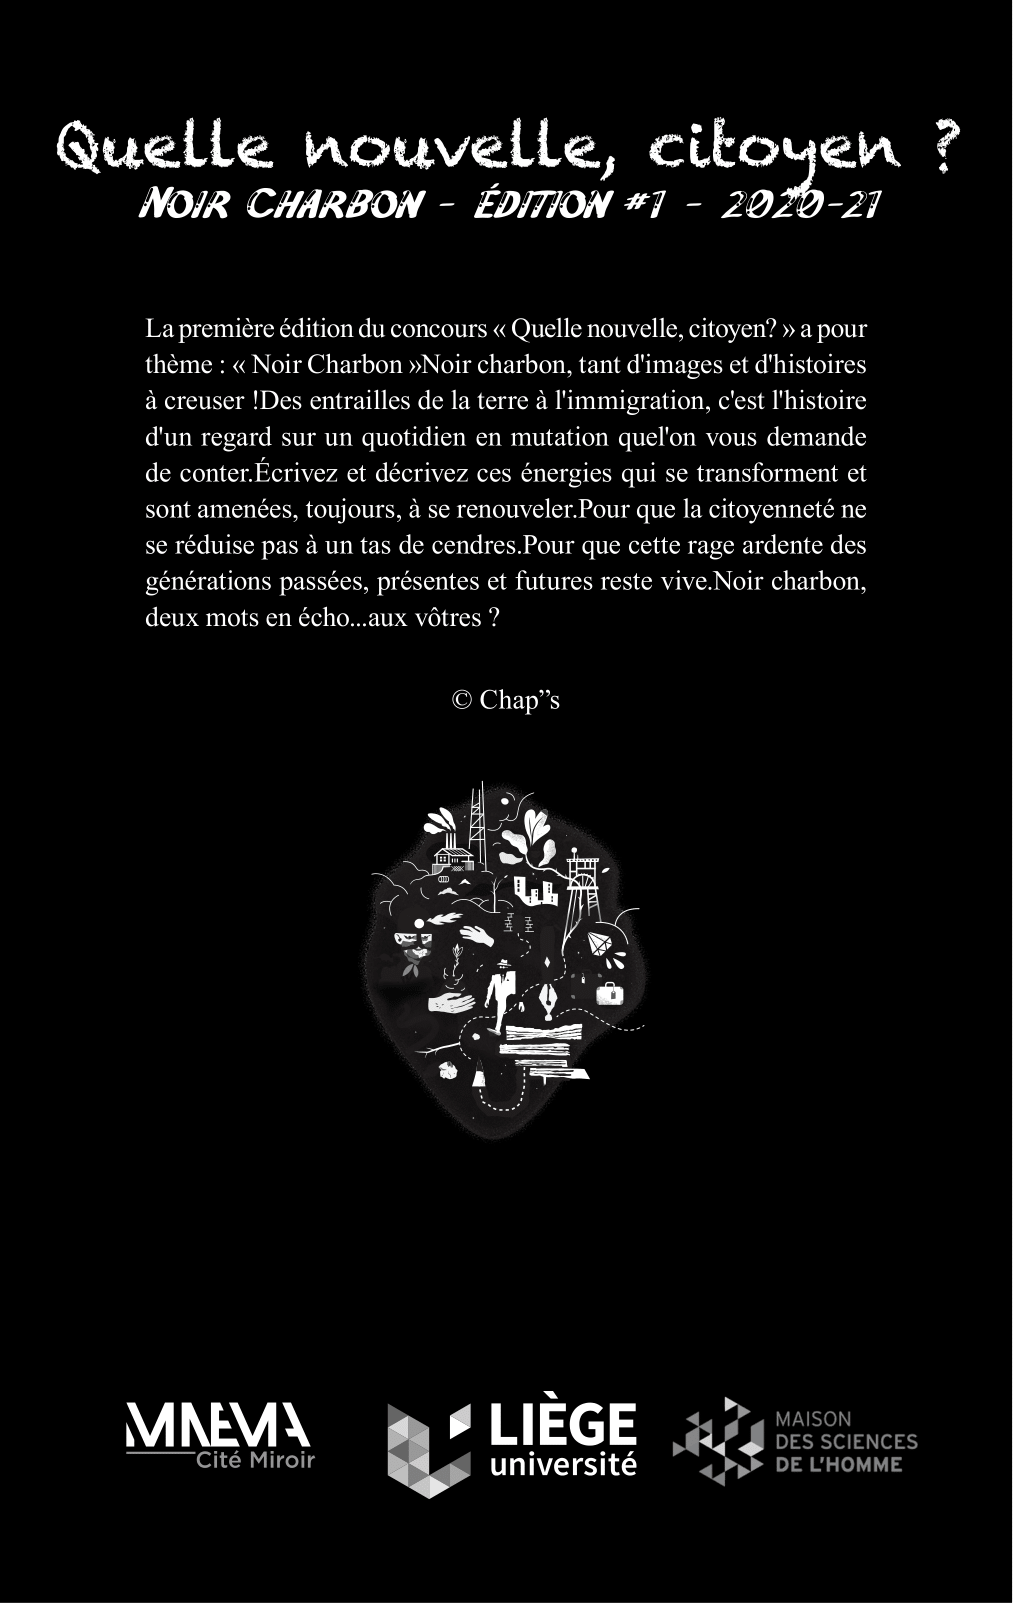 Quelle nouvelle, citoyen ?
Noir Charbon - édition #1 - 2020-21
La première édition du concours « Quelle nouvelle, citoyen? » a pour
thème : « Noir Charbon »Noir charbon, tant d'images et d'histoires
à creuser !Des entrailles de la terre à l'immigration, c'est l'histoire
d'un regard sur un quotidien en mutation quel'on vous demande
de conter.Écrivez et décrivez ces énergies qui se transforment et
sont amenées, toujours, à se renouveler.Pour que la citoyenneté ne
se réduise pas à un tas de cendres.Pour que cette rage ardente des
générations passées, présentes et futures reste vive.Noir charbon,
deux mots en écho...aux vôtres ?
© Chap”s
MNEMA
Cité Miroir
LIÈGE
université
MAISON
DES SCIENCES
DE L'HOMME